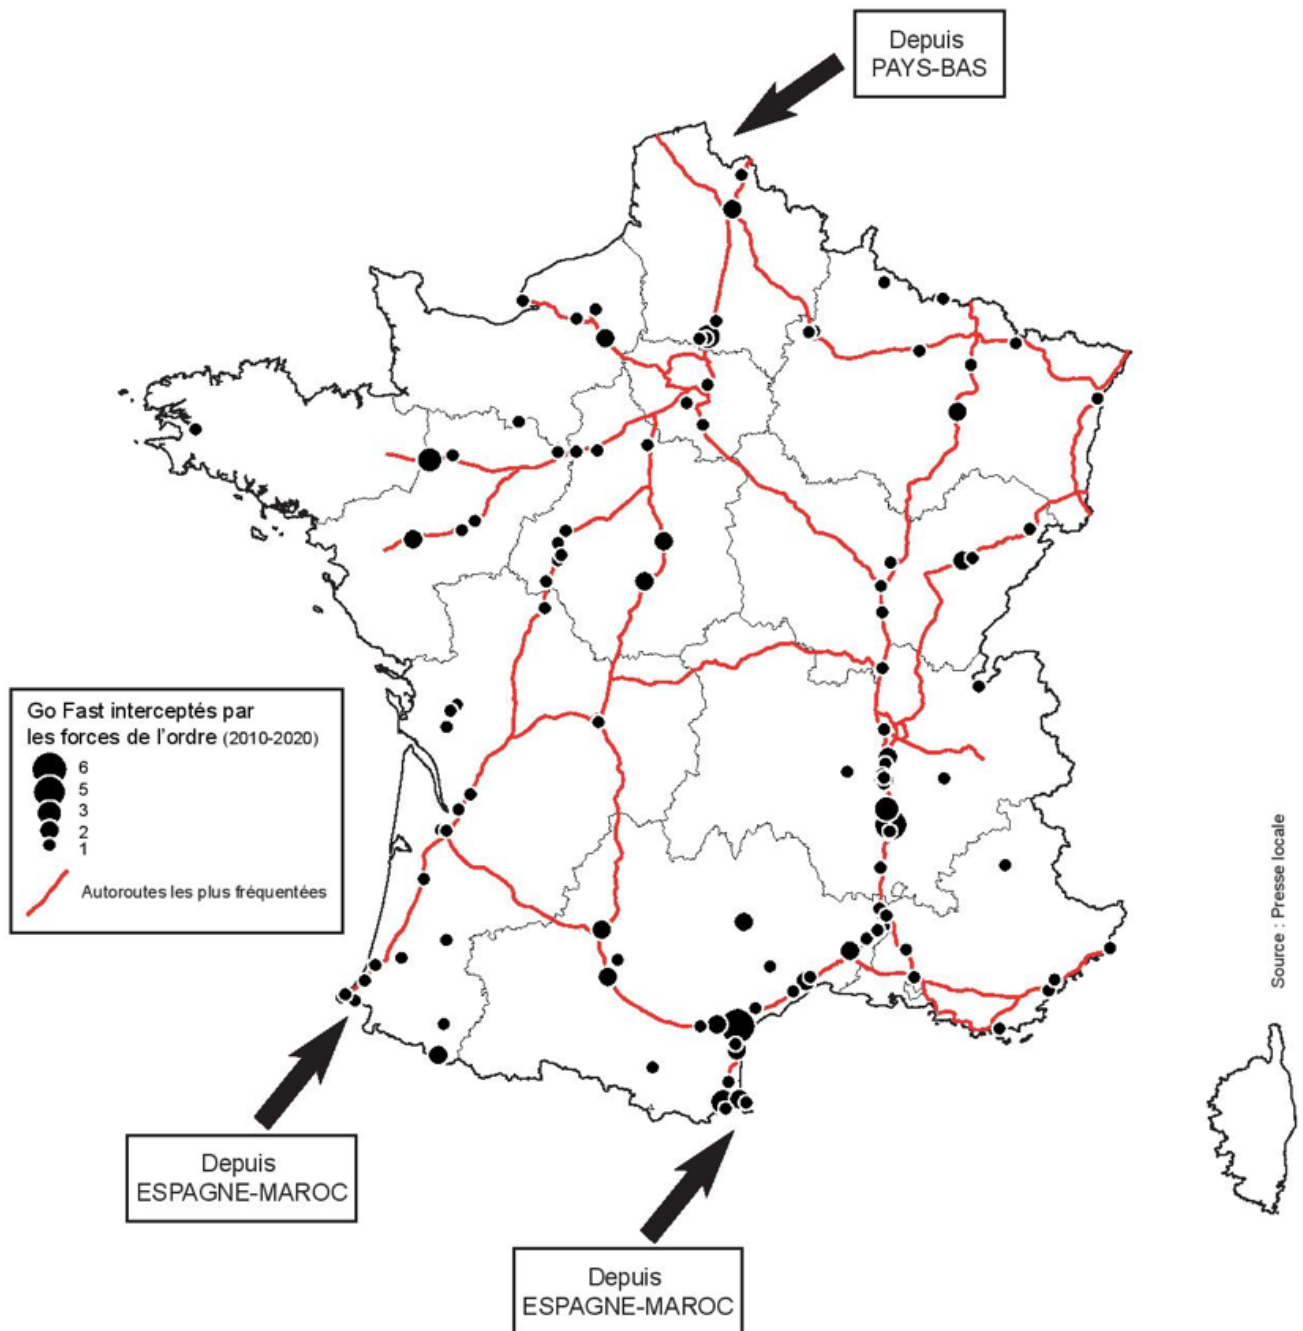 Depuis
PAYS-BAS
Go Fast interceptés par
les forces de l'ordre (2010-2020)
6
5
3
2
1
Autoroutes les plus fréquentées
Source : Presse locale
Depuis
ESPAGNE-MAROC
Depuis
ESPAGNE-MAROC